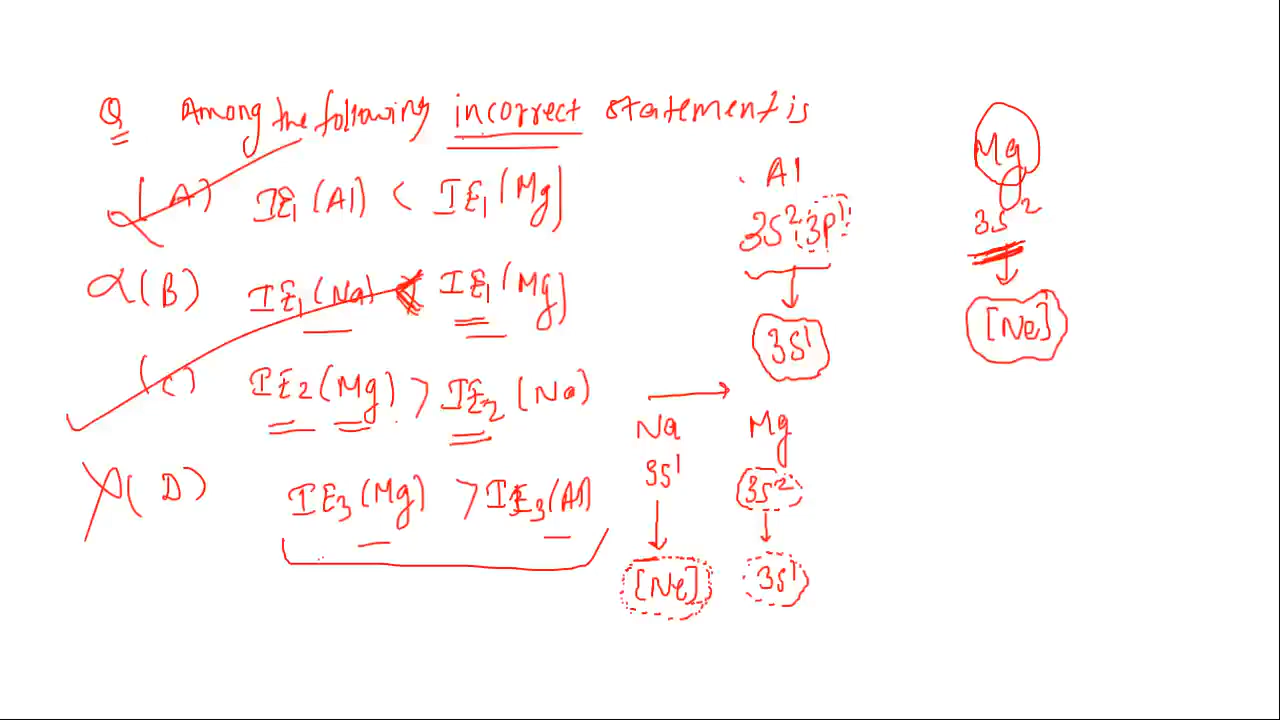 Q Among the following incorrect statement is
(A) IE₁ (Al) < IE₁ (Mg)
(B) IE₁ (Na) < IE₁ (Mg)
(C) IE₂ (Mg) > IE₂ (Na)
(D) IE₃ (Mg) > IE₃ (Al)
Al
3s² 3p¹
3s¹
Mg
3s²
[Ne]
Na Mg
3s¹ 3s²
[Ne] 3s¹